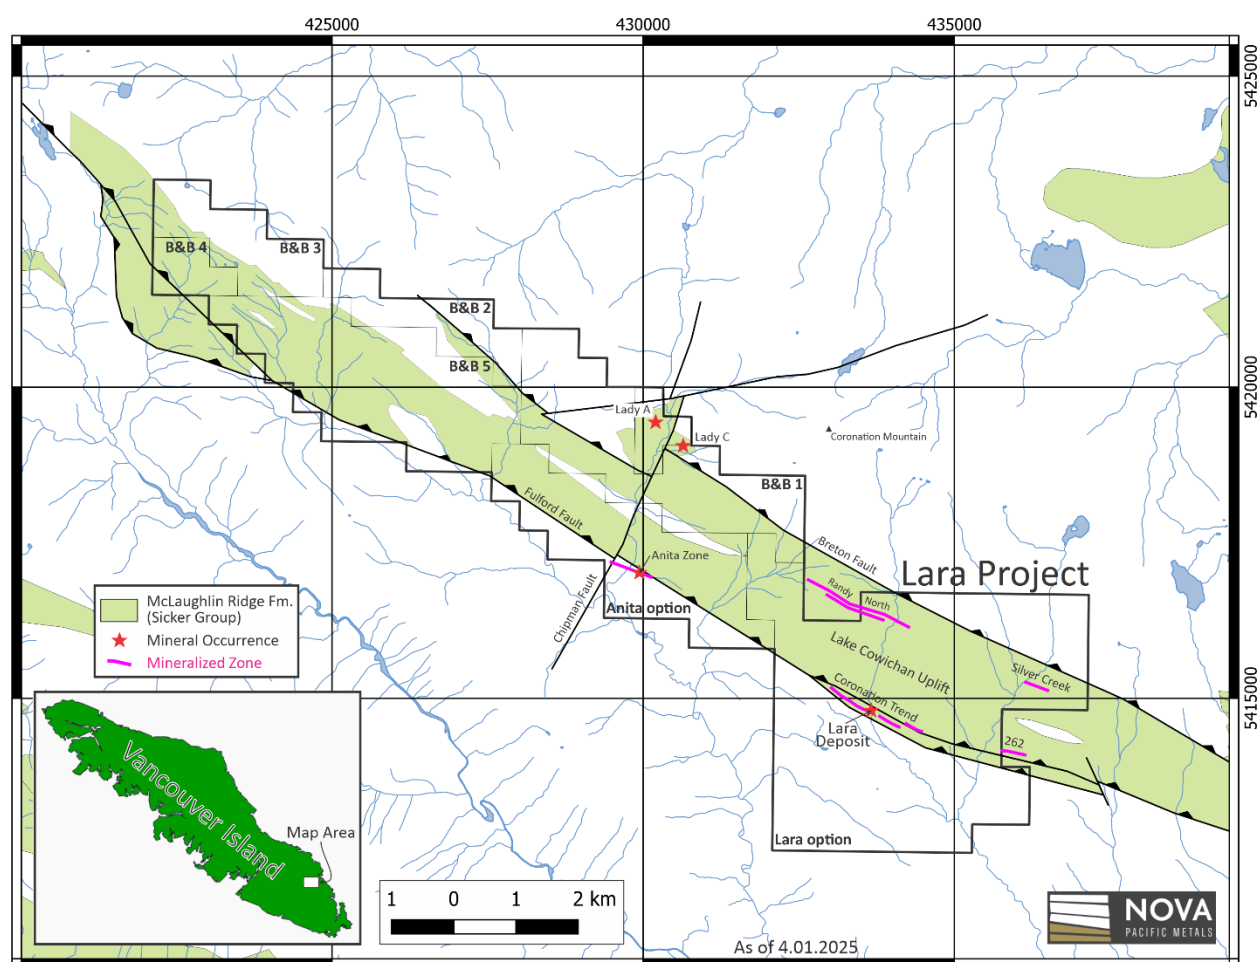 425000
430000
435000
5425000
5420000
5415000
B&B 4
B&B 3
B&B 2
B&B 5
Lady A
Lady C
Coronation Mountain
B&B 1
Fulford Fault
Breton Fault
Anita Zone
Lara Project
Chipman Fault
Anita option
Randy
North
Lake Cowichan Uplift
Silver Creek
Coronation Trend
Lara
Deposit
262
Lara option
McLaughlin Ridge Fm.
(Sicker Group)
Mineral Occurrence
Mineralized Zone
Vancouver Island
Map Area
1 0 1 2 km
As of 4.01.2025
NOVA
PACIFIC METALS